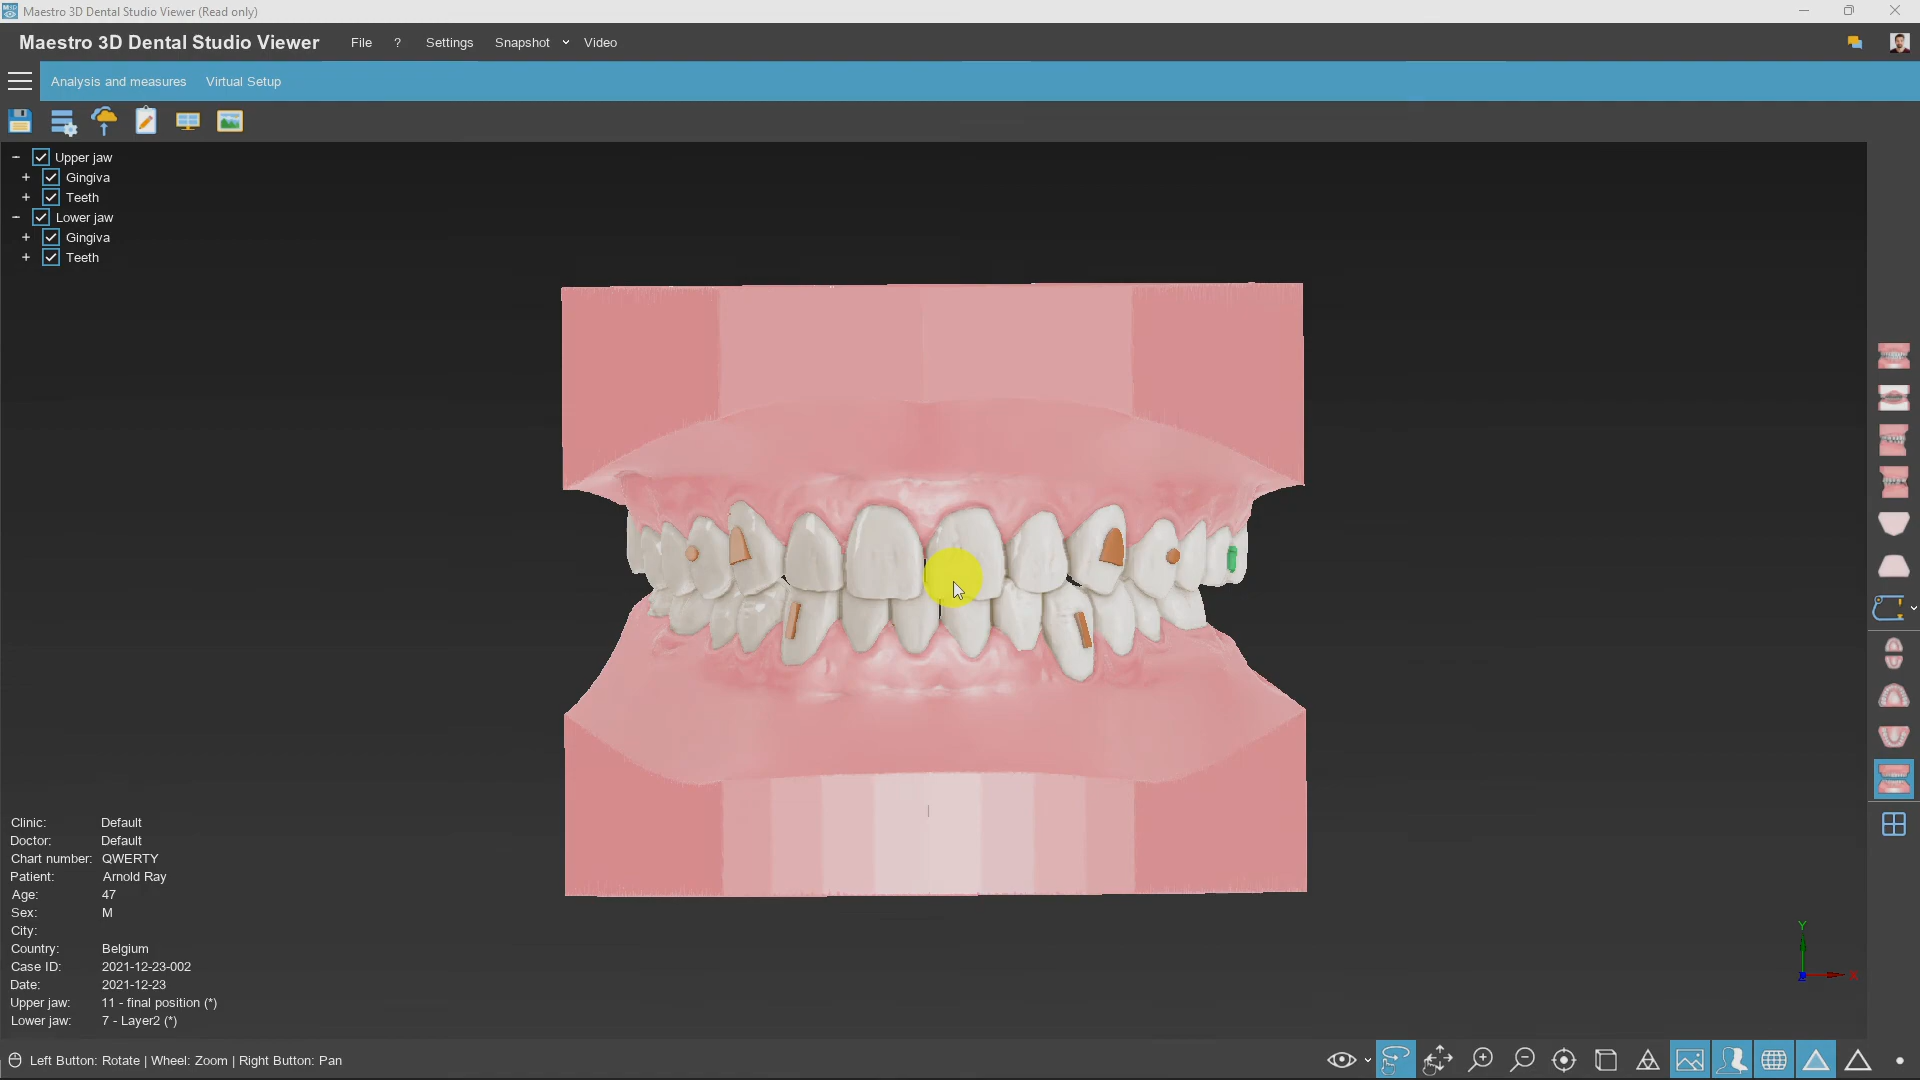 Maestro 3D Dental Studio Viewer (Read only)
Maestro 3D Dental Studio Viewer File ? Settings Snapshot Video
Analysis and measures Virtual Setup
Upper jaw
Gingiva
Teeth
Lower jaw
Gingiva
Teeth
Clinic: Default
Doctor: Default
Chart number: QWERTY
Patient: Arnold Ray
Age: 47
Sex: M
City:
Country: Belgium
Case ID: 2021-12-23-002
Date: 2021-12-23
Upper jaw: 11 - final position (*)
Lower jaw: 7 - Layer2 (*)
Y
X
Left Button: Rotate | Wheel: Zoom | Right Button: Pan